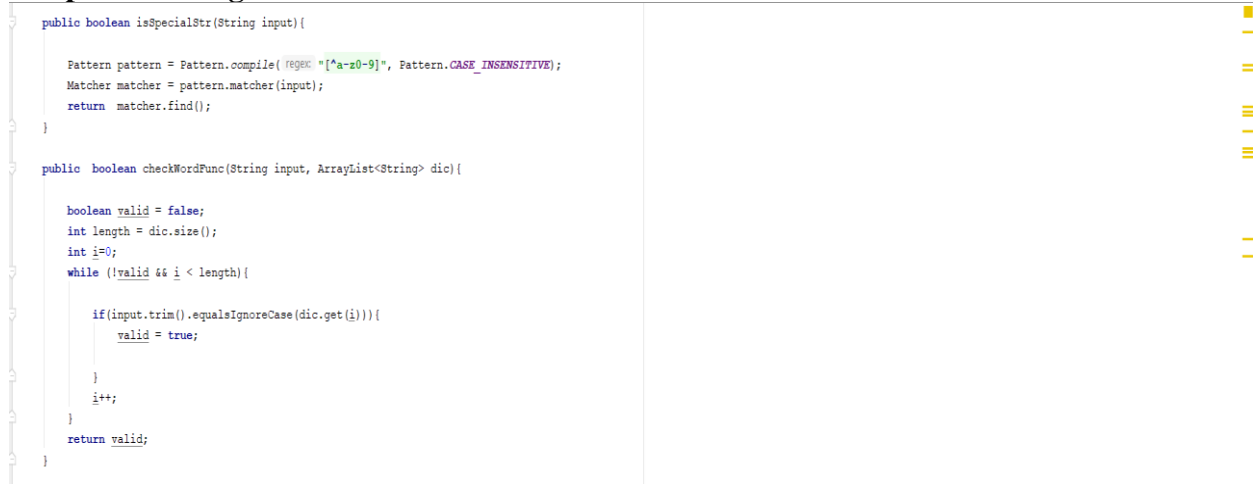 public boolean isSpecialStr(String input){
Pattern pattern = Pattern.compile( regex: "[^a-z0-9]", Pattern.CASE_INSENSITIVE);
Matcher matcher = pattern.matcher(input);
return  matcher.find();
}
public  boolean checkWordFunc(String input, ArrayList<String> dic){
boolean valid = false;
int length = dic.size();
int i=0;
while (!valid && i < length){
if(input.trim().equalsIgnoreCase(dic.get(i))){
valid = true;
}
i++;
}
return valid;
}